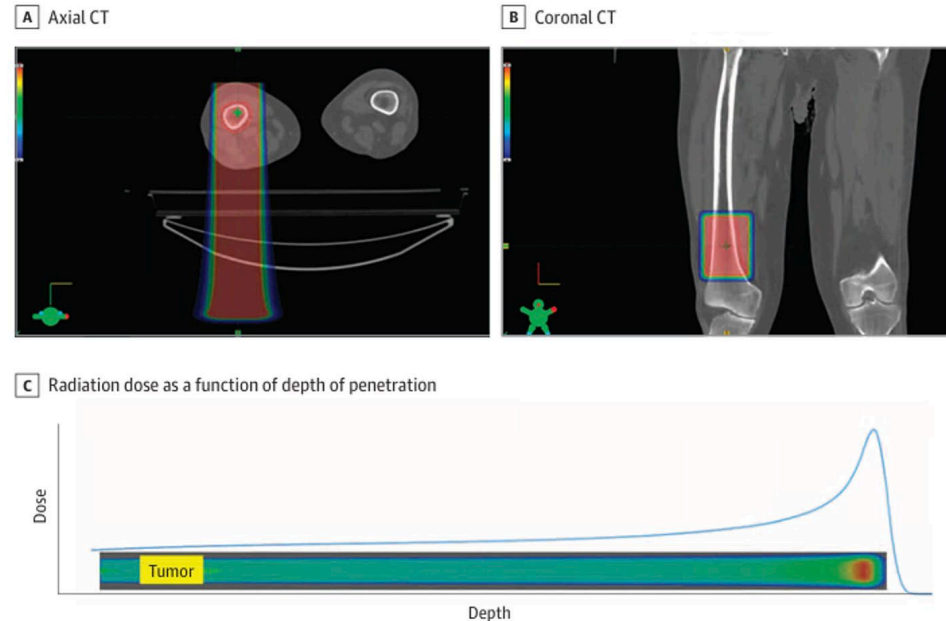 A Axial CT
B Coronal CT
C Radiation dose as a function of depth of penetration
Dose
Tumor
Depth